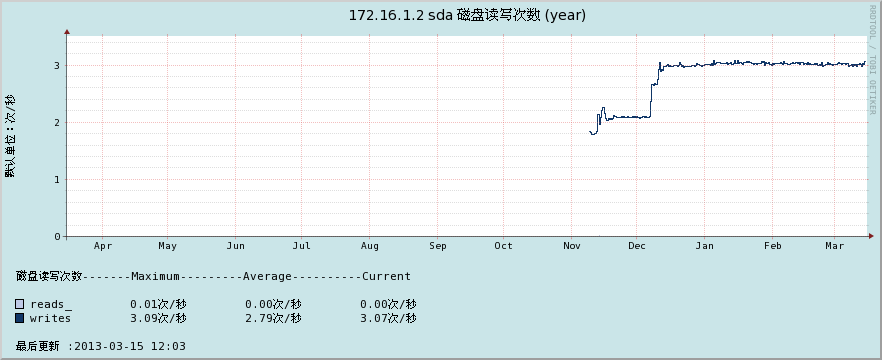 172.16.1.2 sda 磁盘读写次数 (year)
RRDTOOL / TOBI OETIKER
默认单位：次/秒
3
2
1
0
Apr May Jun Jul Aug Sep Oct Nov Dec Jan Feb Mar
磁盘读写次数-------Maximum---------Average----------Current
reads_ 0.01次/秒 0.00次/秒 0.00次/秒
writes 3.09次/秒 2.79次/秒 3.07次/秒
最后更新 :2013-03-15 12:03